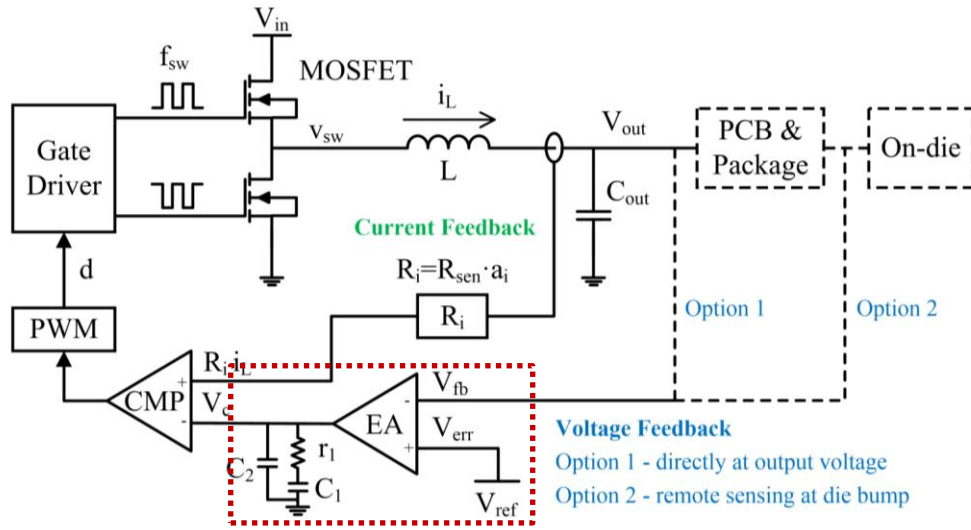 V_in
f_sw
MOSFET
i_L
v_sw
V_out
L
C_out
Gate
Driver
PCB &
Package
On-die
Current Feedback
R_i=R_sen·a_i
R_i
d
PWM
Option 1
Option 2
R_i i_L
+
CMP
V_c
-
V_fb
-
EA
V_err
+
r_1
C_2
C_1
V_ref
Voltage Feedback
Option 1 - directly at output voltage
Option 2 - remote sensing at die bump